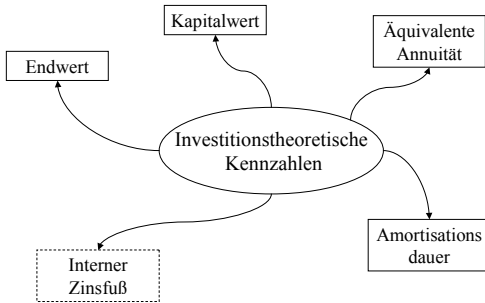 Kapitalwert
Äquivalente
Annuität
Endwert
Investitionstheoretische
Kennzahlen
Amortisations
dauer
Interner
Zinsfuß